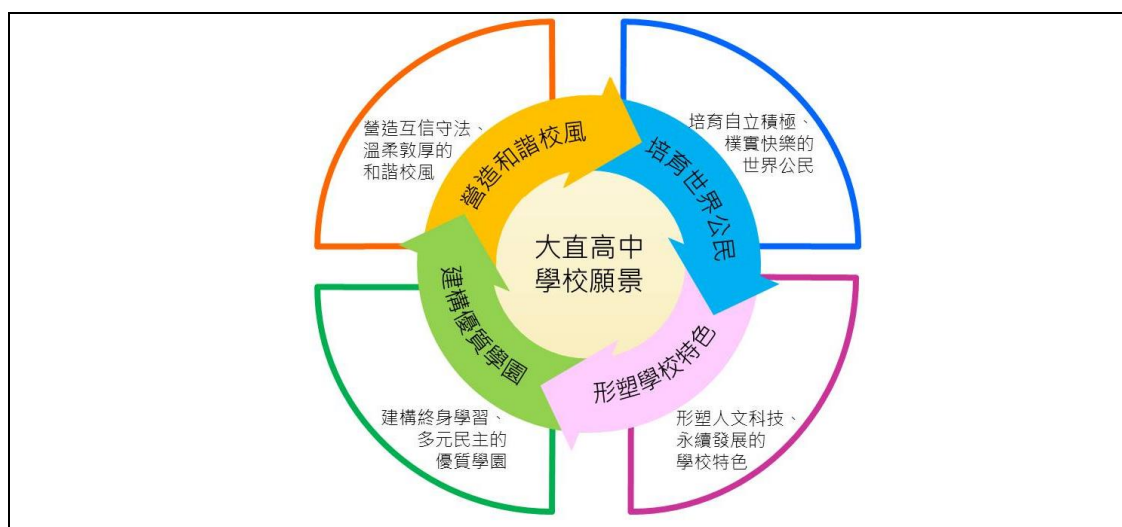 營造互信守法、
溫柔敦厚的
和諧校風
營造和諧校風
培育世界公民
培育自立積極、
樸實快樂的
世界公民
大直高中
學校願景
建構優質學園
形塑學校特色
建構終身學習、
多元民主的
優質學園
形塑人文科技、
永續發展的
學校特色